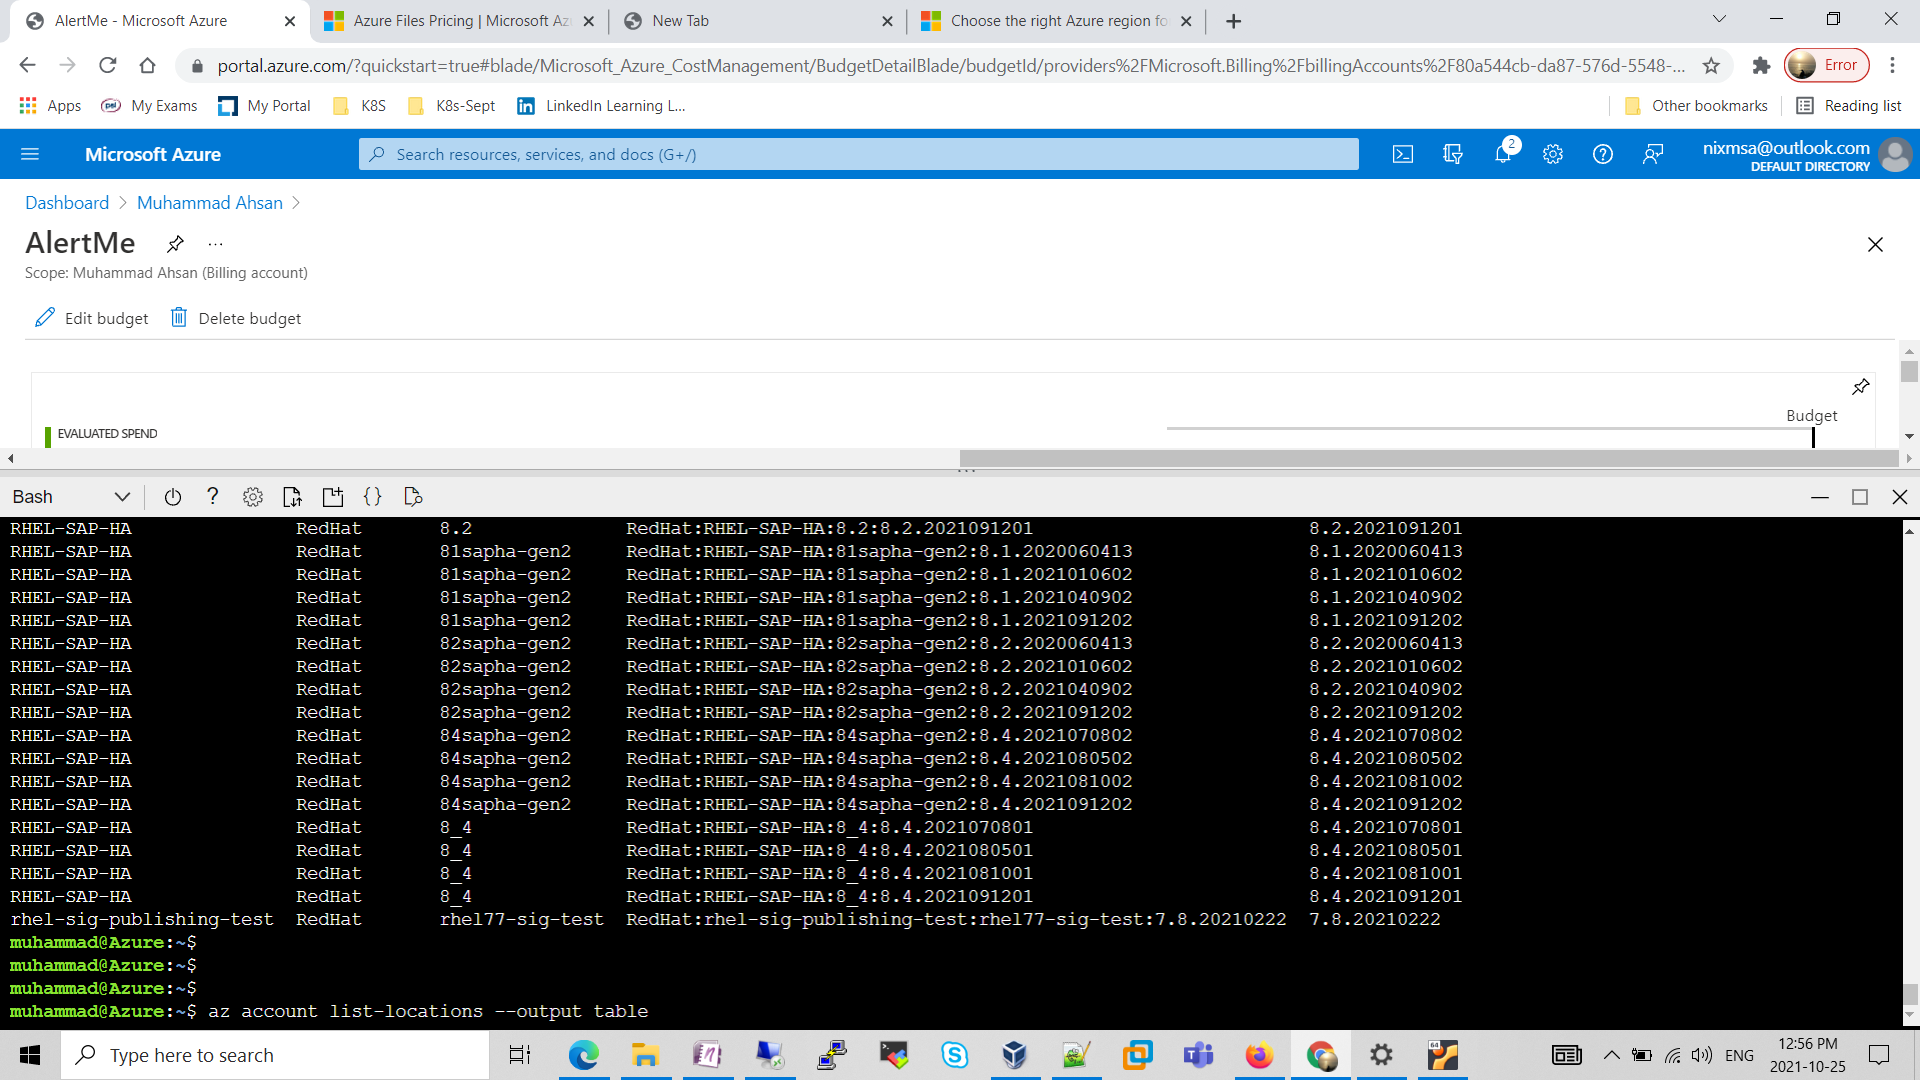 AlertMe - Microsoft Azure
Azure Files Pricing | Microsoft Az
New Tab
Choose the right Azure region fo
portal.azure.com/?quickstart=true#blade/Microsoft_Azure_CostManagement/BudgetDetailBlade/budgetId/providers%2FMicrosoft.Billing%2FbillingAccounts%2F80a544cb-da87-576d-5548-...
Error
Apps
psi
My Exams
My Portal
K8S
K8s-Sept
LinkedIn Learning L...
Other bookmarks
Reading list
Microsoft Azure
Search resources, services, and docs (G+/)
2
nixmsa@outlook.com
DEFAULT DIRECTORY
Dashboard > Muhammad Ahsan >
AlertMe
...
Scope: Muhammad Ahsan (Billing account)
Edit budget
Delete budget
Budget
EVALUATED SPEND
Bash
RHEL-SAP-HA RedHat 8.2 RedHat:RHEL-SAP-HA:8.2:8.2.2021091201 8.2.2021091201
RHEL-SAP-HA RedHat 81sapha-gen2 RedHat:RHEL-SAP-HA:81sapha-gen2:8.1.2020060413 8.1.2020060413
RHEL-SAP-HA RedHat 81sapha-gen2 RedHat:RHEL-SAP-HA:81sapha-gen2:8.1.2021010602 8.1.2021010602
RHEL-SAP-HA RedHat 81sapha-gen2 RedHat:RHEL-SAP-HA:81sapha-gen2:8.1.2021040902 8.1.2021040902
RHEL-SAP-HA RedHat 81sapha-gen2 RedHat:RHEL-SAP-HA:81sapha-gen2:8.1.2021091202 8.1.2021091202
RHEL-SAP-HA RedHat 82sapha-gen2 RedHat:RHEL-SAP-HA:82sapha-gen2:8.2.2020060413 8.2.2020060413
RHEL-SAP-HA RedHat 82sapha-gen2 RedHat:RHEL-SAP-HA:82sapha-gen2:8.2.2021010602 8.2.2021010602
RHEL-SAP-HA RedHat 82sapha-gen2 RedHat:RHEL-SAP-HA:82sapha-gen2:8.2.2021040902 8.2.2021040902
RHEL-SAP-HA RedHat 82sapha-gen2 RedHat:RHEL-SAP-HA:82sapha-gen2:8.2.2021091202 8.2.2021091202
RHEL-SAP-HA RedHat 84sapha-gen2 RedHat:RHEL-SAP-HA:84sapha-gen2:8.4.2021070802 8.4.2021070802
RHEL-SAP-HA RedHat 84sapha-gen2 RedHat:RHEL-SAP-HA:84sapha-gen2:8.4.2021080502 8.4.2021080502
RHEL-SAP-HA RedHat 84sapha-gen2 RedHat:RHEL-SAP-HA:84sapha-gen2:8.4.2021081002 8.4.2021081002
RHEL-SAP-HA RedHat 84sapha-gen2 RedHat:RHEL-SAP-HA:84sapha-gen2:8.4.2021091202 8.4.2021091202
RHEL-SAP-HA RedHat 8_4 RedHat:RHEL-SAP-HA:8_4:8.4.2021070801 8.4.2021070801
RHEL-SAP-HA RedHat 8_4 RedHat:RHEL-SAP-HA:8_4:8.4.2021080501 8.4.2021080501
RHEL-SAP-HA RedHat 8_4 RedHat:RHEL-SAP-HA:8_4:8.4.2021081001 8.4.2021081001
RHEL-SAP-HA RedHat 8_4 RedHat:RHEL-SAP-HA:8_4:8.4.2021091201 8.4.2021091201
rhel-sig-publishing-test RedHat rhel77-sig-test RedHat:rhel-sig-publishing-test:rhel77-sig-test:7.8.20210222 7.8.20210222
muhammad@Azure:~$
muhammad@Azure:~$
muhammad@Azure:~$
muhammad@Azure:~$ az account list-locations --output table
Type here to search
64
ENG
12:56 PM
2021-10-25